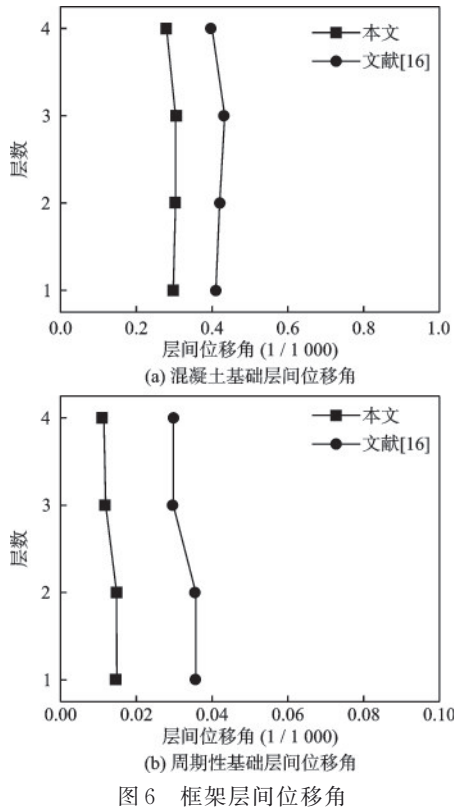 4
本文
文献[16]
3
层数
2
1
0.0 0.2 0.4 0.6 0.8 1.0
层间位移角 (1 / 1 000)
(a) 混凝土基础层间位移角
4
本文
文献[16]
3
层数
2
1
0.00 0.02 0.04 0.06 0.08 0.10
层间位移角 (1 / 1 000)
(b) 周期性基础层间位移角
图 6 框架层间位移角